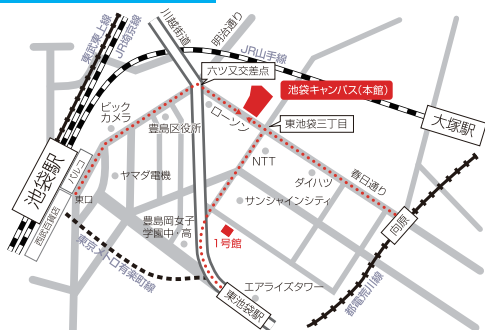 東武東上線
JR埼京線
川越街道
明治通り
JR山手線
六ツ又交差点
池袋キャンパス(本館)
大塚駅
ビック
カメラ
豊島区役所
ローソン
東池袋三丁目
NTT
池袋駅
パルコ
ヤマダ電機
ダイハツ
春日通り
東口
西武百貨店
サンシャインシティ
向原
豊島岡女子
学園中・高
1号館
東京メトロ有楽町線
エアライズタワー
東池袋駅
都電荒川線